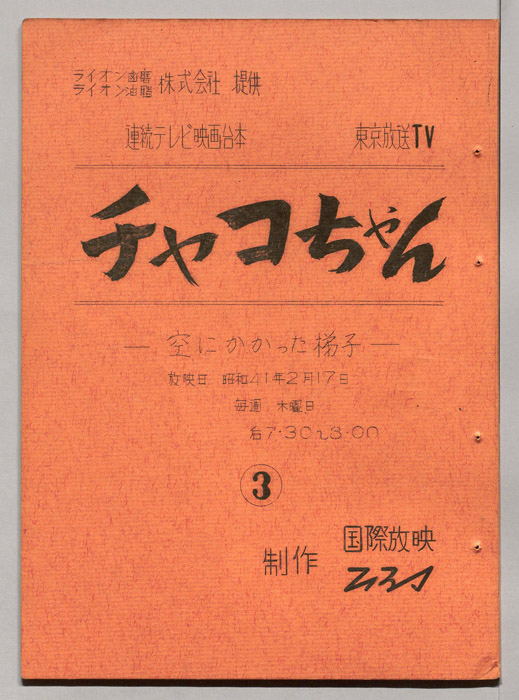 ライオン歯磨
ライオン油脂 株式会社 提供
連続テレビ映画台本 東京放送TV
チャコちゃん
― 空にかかった梯子 ―
放映日 昭和41年2月17日
毎週 木曜日
后7・30~8・00
3
制作 国際放映